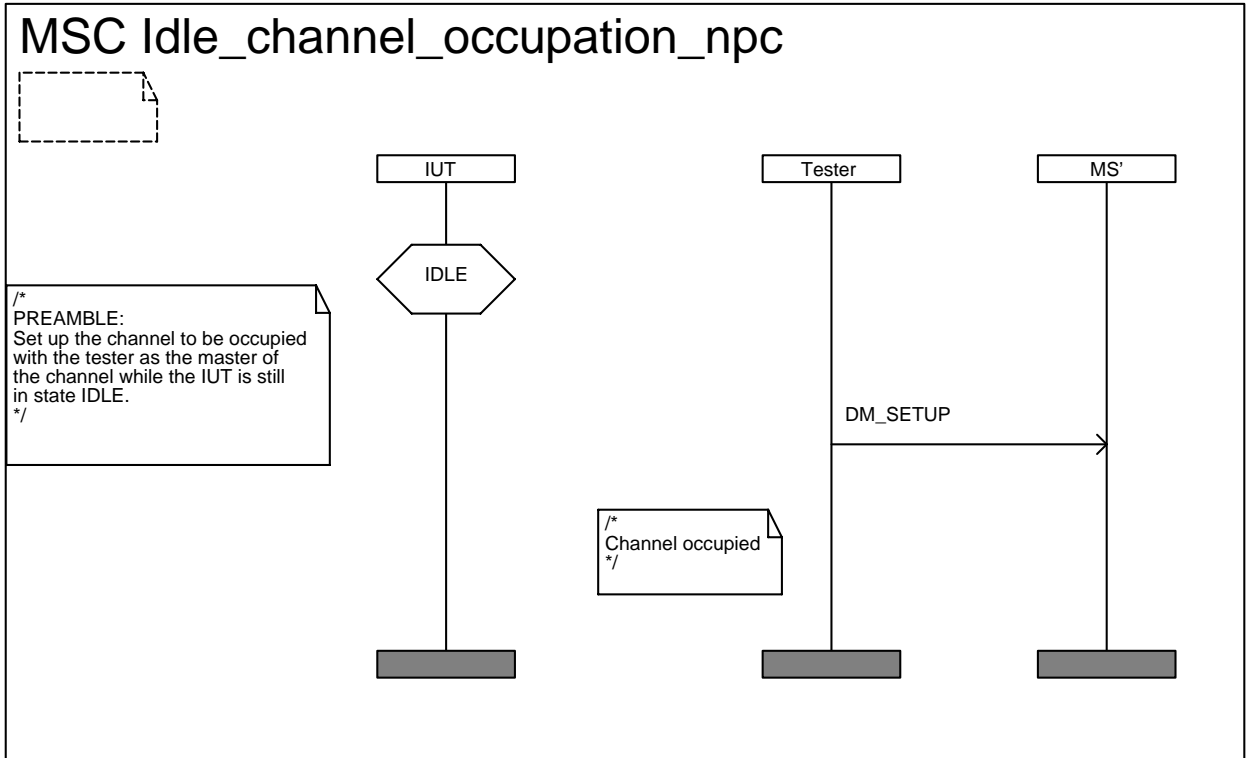 MSC Idle_channel_occupation_npc
IUT
Tester
MS’
IDLE
/*
PREAMBLE:
Set up the channel to be occupied
with the tester as the master of
the channel while the IUT is still
in state IDLE.
*/
DM_SETUP
/*
Channel occupied
*/